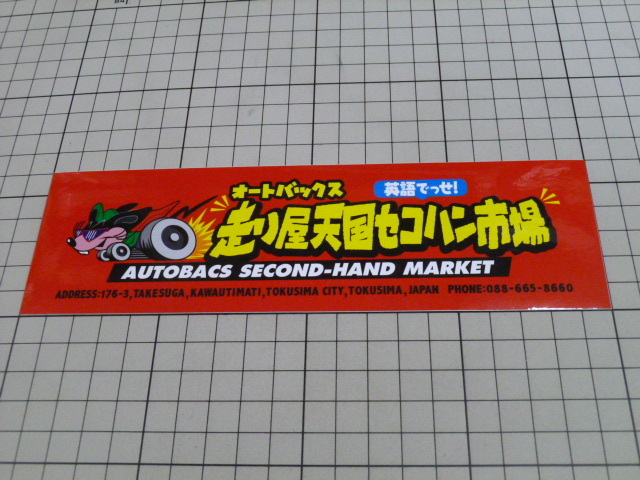 オートバックス 英語でっせ!
走り屋天国セコハン市場
AUTOBACS SECOND-HAND MARKET
ADDRESS:176-3,TAKESUGA,KAWAUTIMATI,TOKUSIMA CITY,TOKUSIMA,JAPAN PHONE:088-665-8660